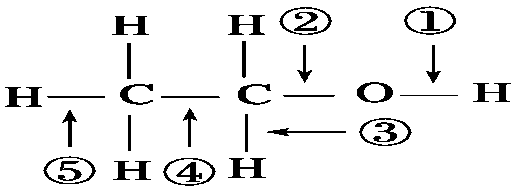 H H ② ①
H C C O H
③
⑤ H ④ H